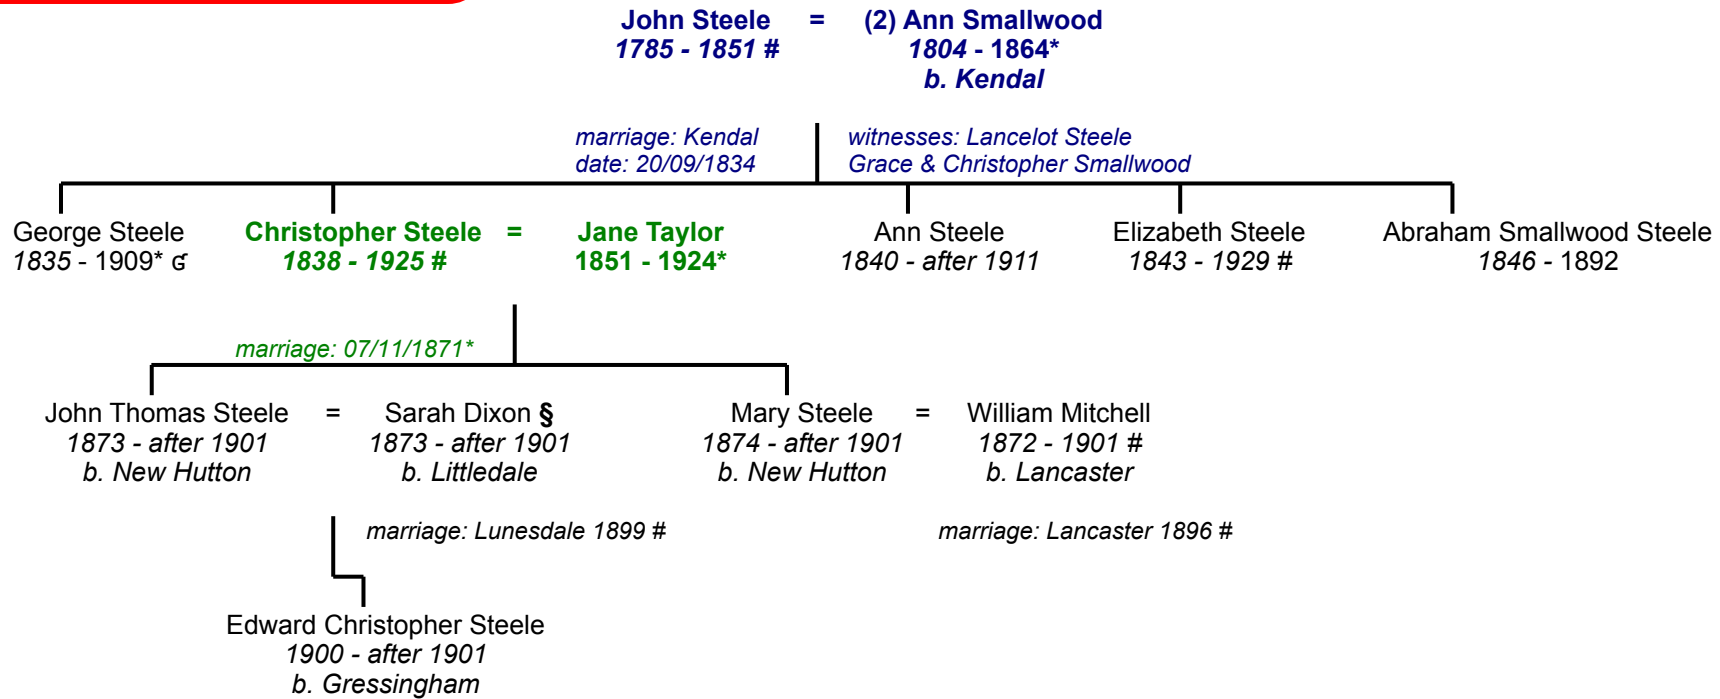 John Steele = (2) Ann Smallwood
1785 - 1851 # 1804 - 1864*
b. Kendal
marriage: Kendal witnesses: Lancelot Steele
date: 20/09/1834 Grace & Christopher Smallwood
George Steele Christopher Steele = Jane Taylor Ann Steele Elizabeth Steele Abraham Smallwood Steele
1835 - 1909* ɠ 1838 - 1925 # 1851 - 1924* 1840 - after 1911 1843 - 1929 # 1846 - 1892
marriage: 07/11/1871*
John Thomas Steele = Sarah Dixon § Mary Steele = William Mitchell
1873 - after 1901 1873 - after 1901 1874 - after 1901 1872 - 1901 #
b. New Hutton b. Littledale b. New Hutton b. Lancaster
marriage: Lunesdale 1899 # marriage: Lancaster 1896 #
Edward Christopher Steele
1900 - after 1901
b. Gressingham